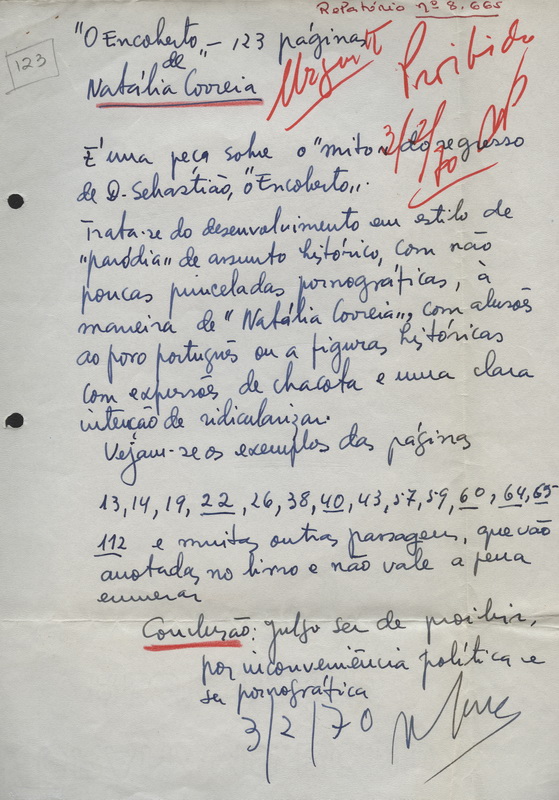 Relatório nº 8.665
123
"O Encoberto" – 123 páginas
de
Natália Correia
Urgente
Proibido
3/2/70
É uma peça sobre o "mito" do regresso
de D. Sebastião, "o Encoberto".
Trata-se do desenvolvimento em estilo de
"paródia" de assunto histórico, com não
poucas pinceladas pornográficas, à
maneira de "Natália Correia", com alusões
ao povo português ou a figuras históricas
com expersões de chacota e uma clara
intenção de ridicularizar.
Vejam-se os exemplos das páginas
13, 14, 19, 22, 26, 38, 40, 43, 57, 59, 60, 64, 65
112 e muitas outras passagens, que vão
anotadas no livro e não vale a pena
enumerar
Conclusão: julgo ser de proibir,
por inconveniência política e
ser pornográfica
3/2/70